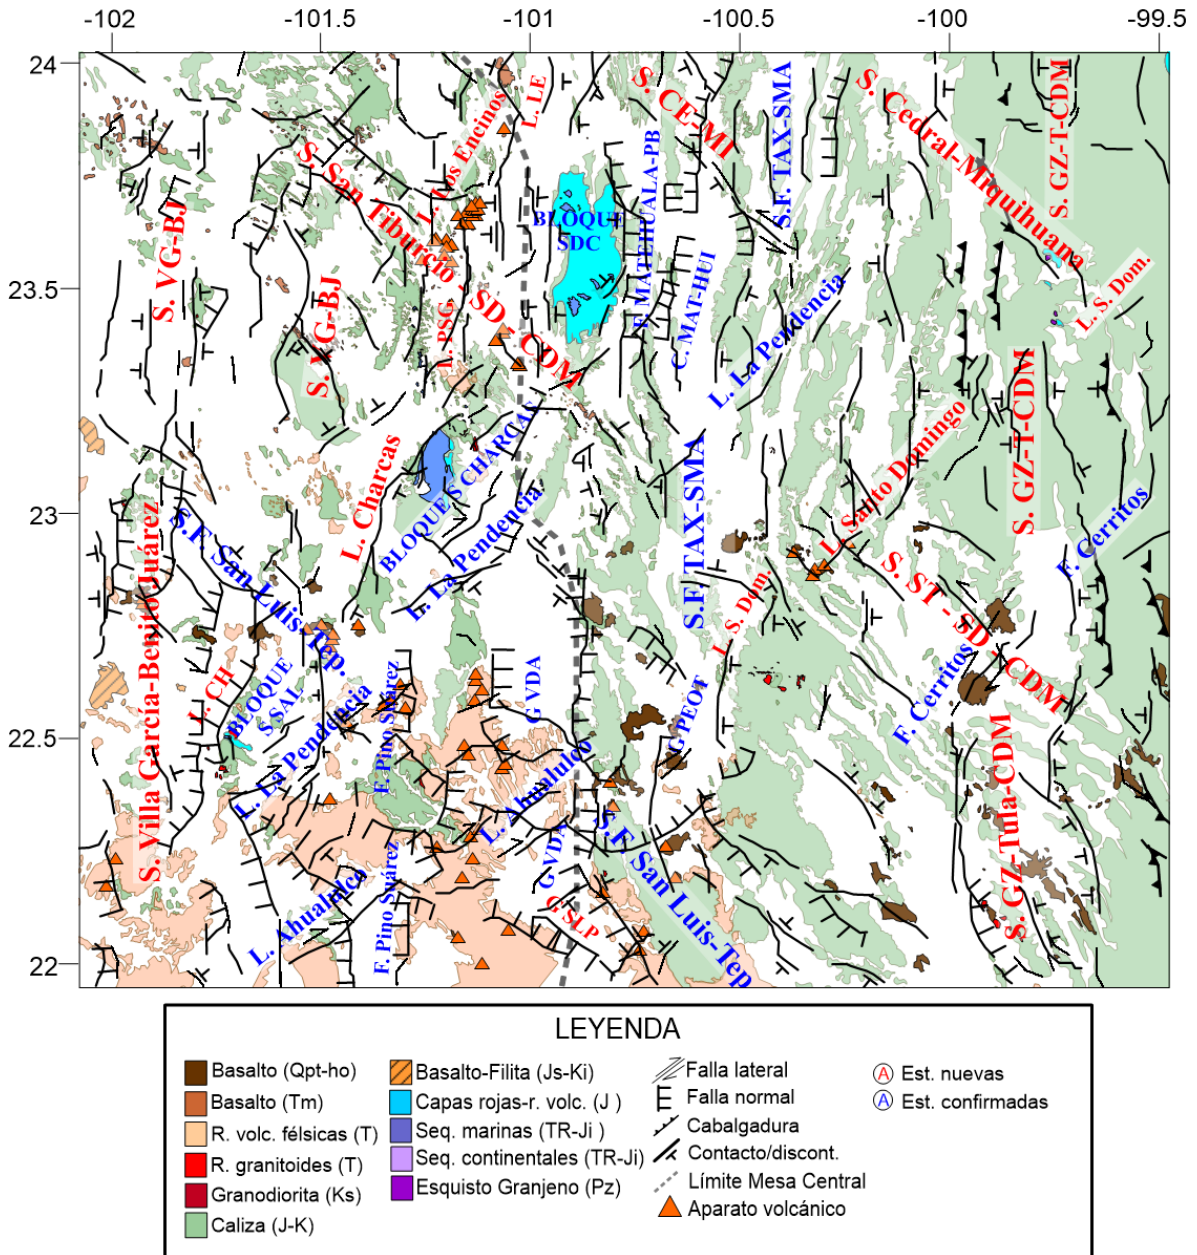 -102 -101.5 -101 -100.5 -100 -99.5
24
23.5
23
22.5
22
L. LE
S. CE-MI
S.F. TAX-SMA
S. Cedral-Miquihuana
S. GZ-T-CDM
L. Los Encinos
S. San Tiburcio - SD - CDM
F. MATEHUALA-PB
BLOQUE
SDC
S. VG-BJ
S. VG-BJ
L. PSG
C. MAT-HUI
L. La Pendencia
L. S. Dom.
S. GZ-T-CDM
L. Charcas
BLOQUE S CHARCAS
L. La Pendencia
S.F. TAX-SMA
L. Santo Domingo
F. Cerritos
S.F. San Luis-Tep.
S. Villa García-Benito Juárez
L. S. Dom.
S. ST - SD - CDM
L. CH
BLOQUE
S SAL
L. La Pendencia
F. Pino Suárez
G VDA
G PEOT
F. Cerritos
L. Ahualulco
S. GZ-Tula-CDM
G VDA
S.F. San Luis-Tep.
L. Ahualulco
F. Pino Suárez
G SLP
LEYENDA
Basalto (Qpt-ho)
Basalto (Tm)
R. volc. félsicas (T)
R. granitoides (T)
Granodiorita (Ks)
Caliza (J-K)
Basalto-Filita (Js-Ki)
Capas rojas-r. volc. (J )
Seq. marinas (TR-Ji )
Seq. continentales (TR-Ji)
Esquisto Granjeno (Pz)
Falla lateral
Falla normal
Cabalgadura
Contacto/discont.
Límite Mesa Central
Aparato volcánico
A Est. nuevas
A Est. confirmadas